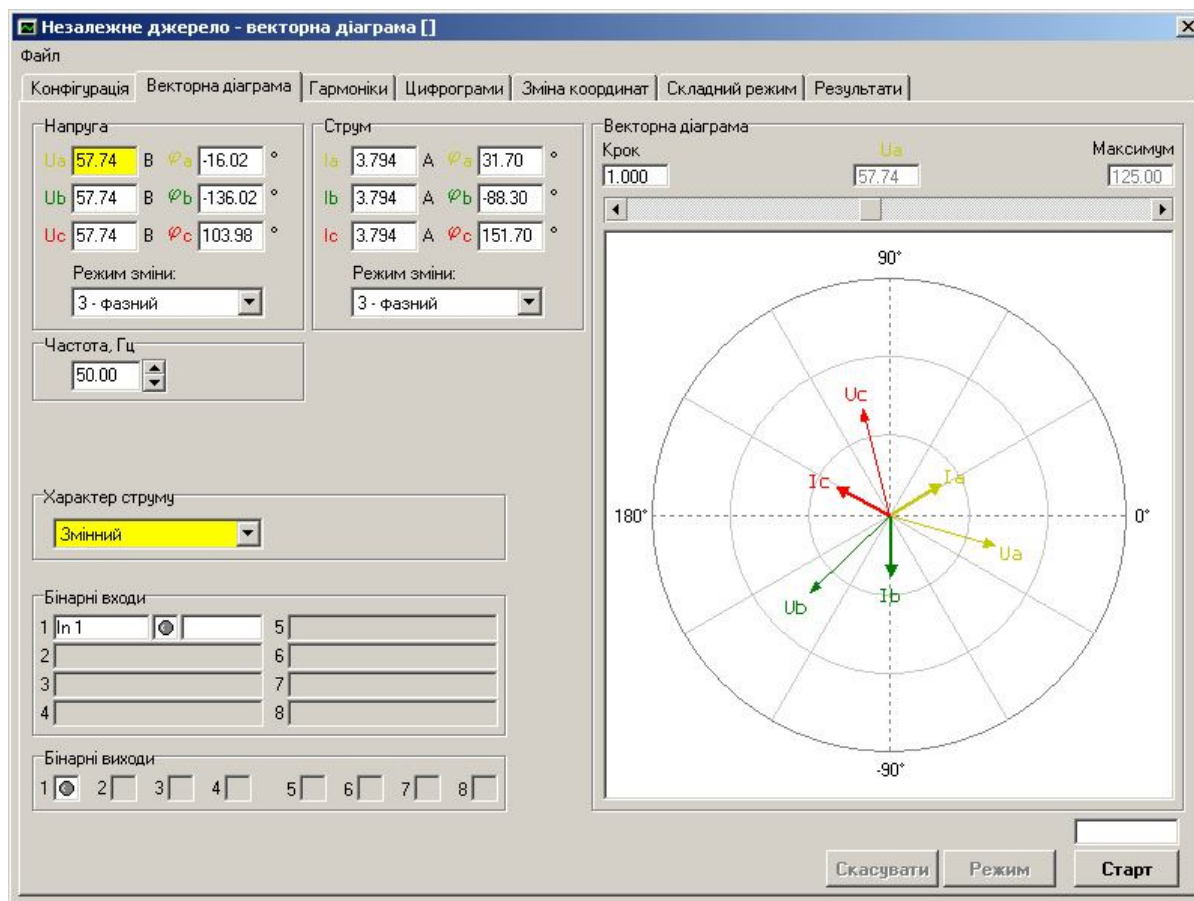 Незалежне джерело - векторна діаграма []
Файл
Конфігурація Векторна діаграма Гармоніки Цифрограми Зміна координат Складний режим Результати
Напруга
Ua 57.74 В φa -16.02 °
Ub 57.74 В φb -136.02 °
Uc 57.74 В φc 103.98 °
Режим зміни:
3 - фазний
Струм
Ia 3.794 А φa 31.70 °
Ib 3.794 А φb -88.30 °
Ic 3.794 А φc 151.70 °
Режим зміни:
3 - фазний
Частота, Гц
50.00
Характер струму
Змінний
Бінарні входи
1 In 1 5
2 6
3 7
4 8
Бінарні виходи
1 2 3 4 5 6 7 8
Векторна діаграма
Крок Ua Максимум
1.000 57.74 125.00
90°
Uc
Ic Ia
180° 0°
Ua
Ub Ib
-90°
Скасувати Режим Старт